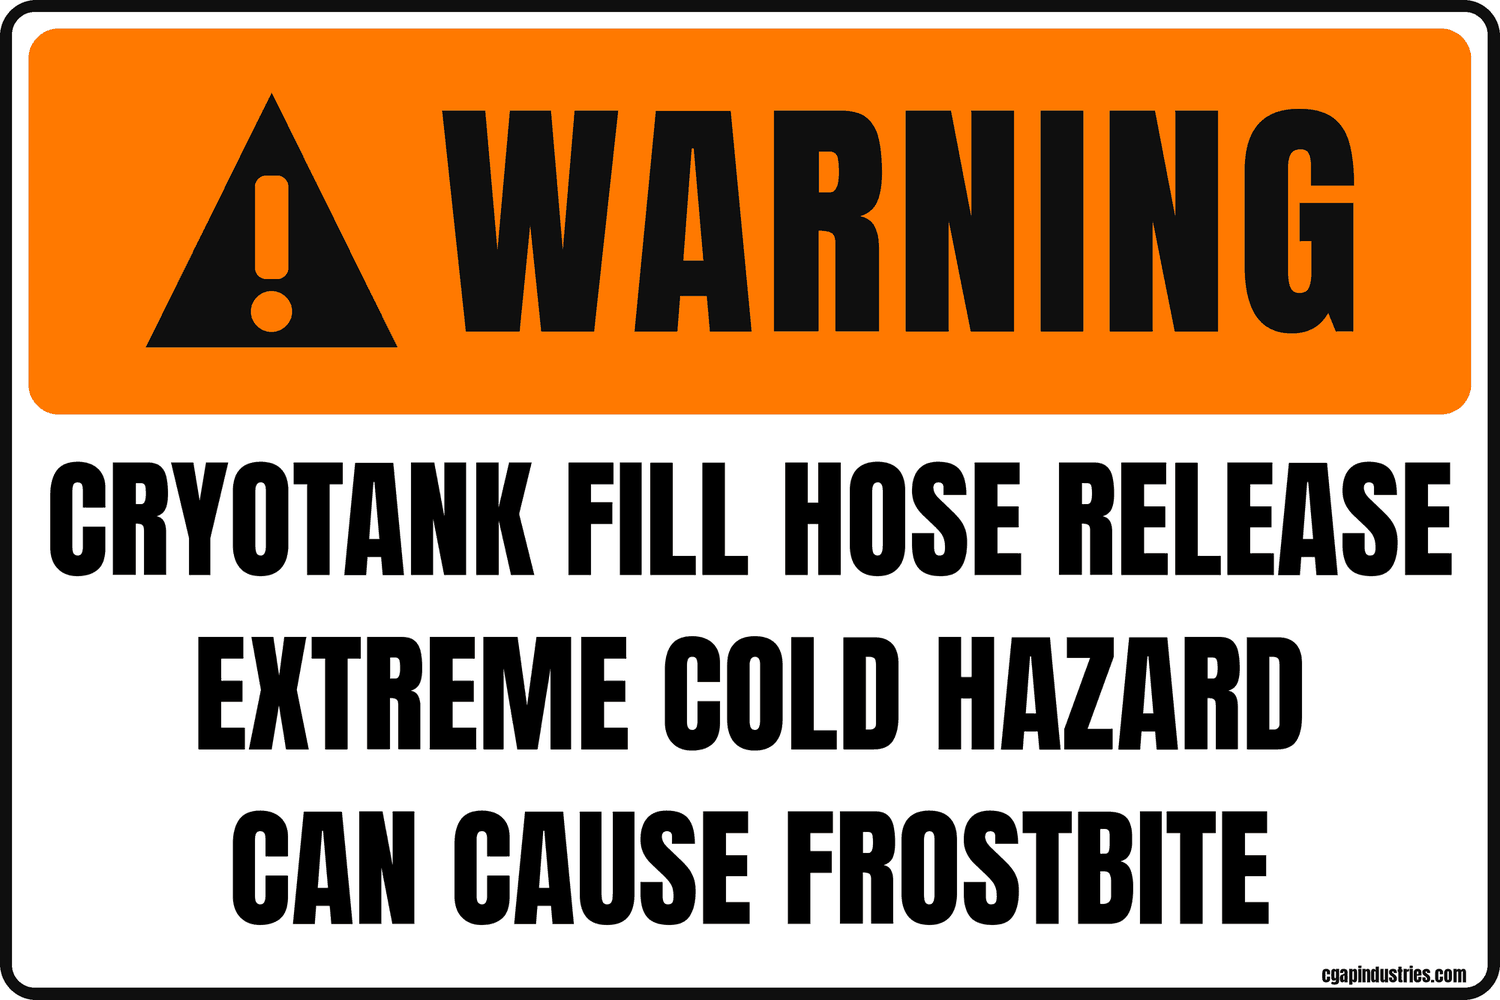 WARNING
CRYOTANK FILL HOSE RELEASE
EXTREME COLD HAZARD
CAN CAUSE FROSTBITE
cgapindustries.com